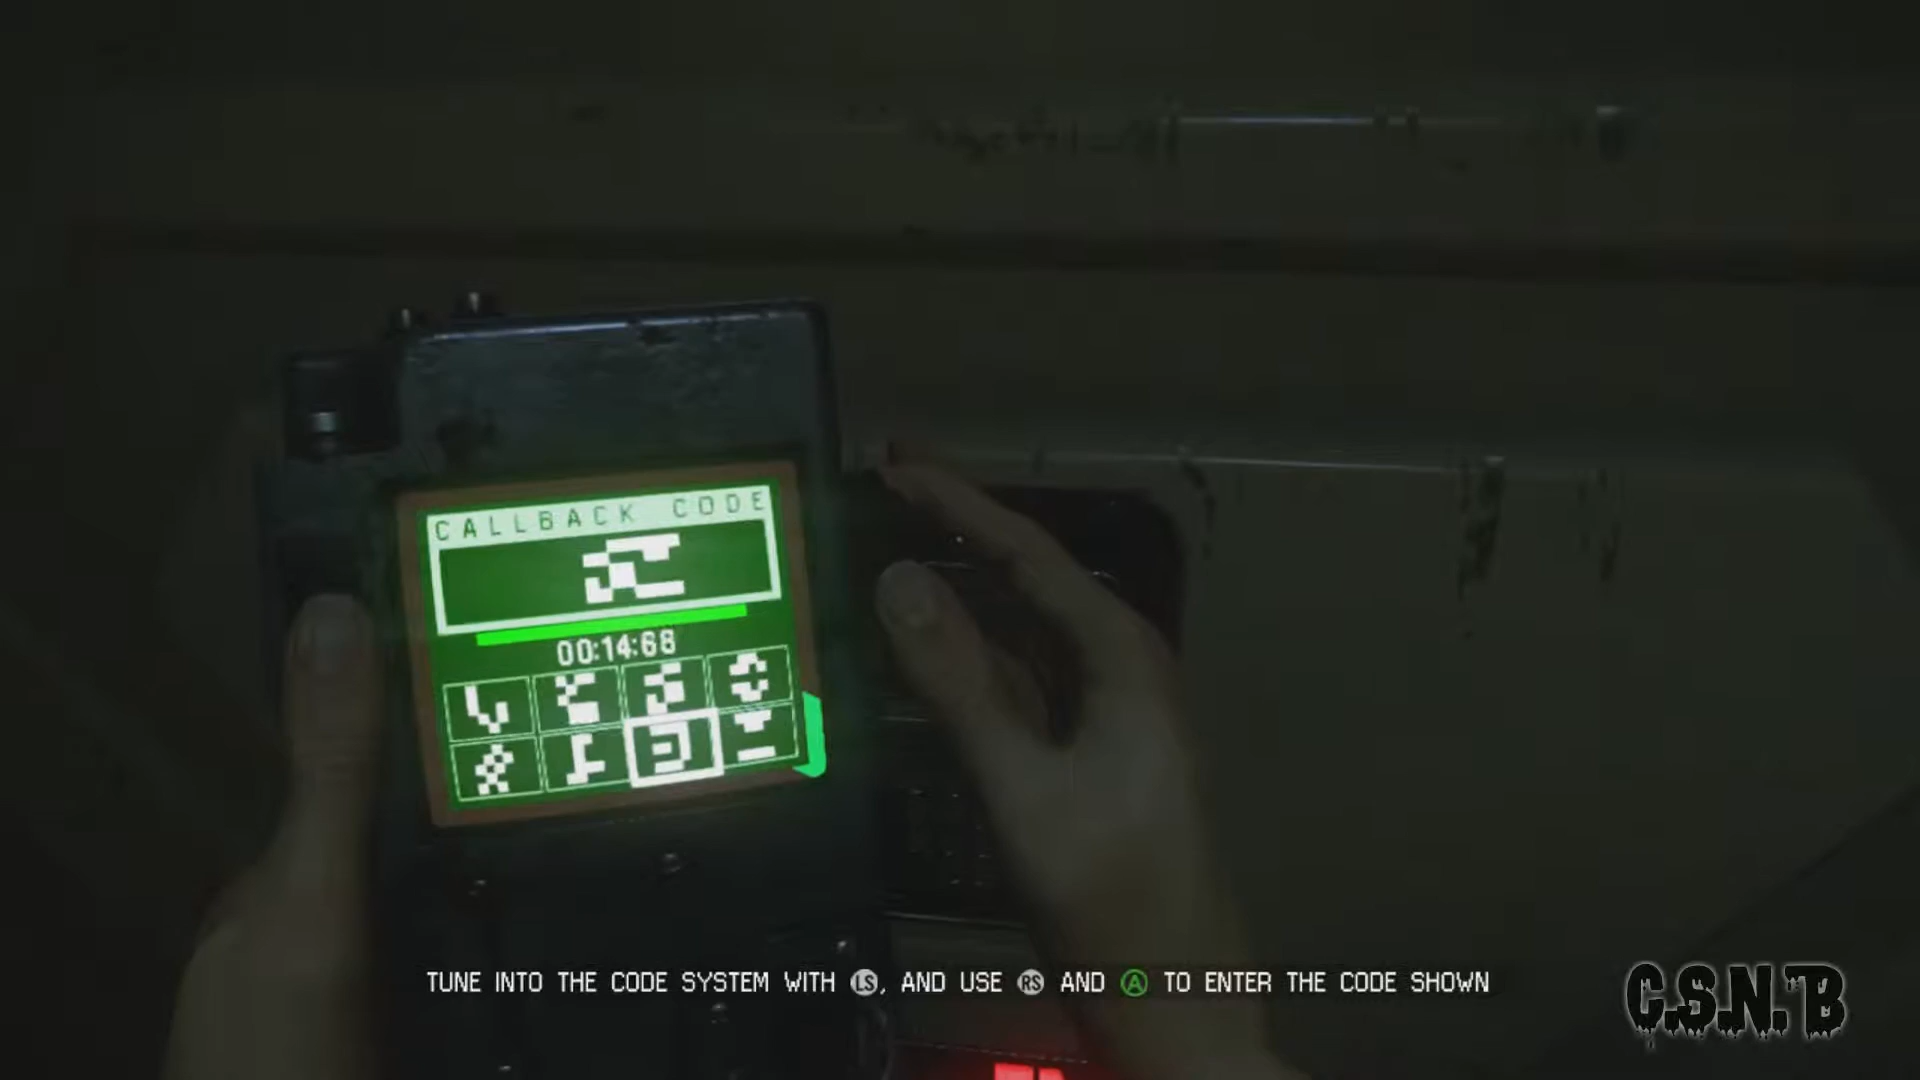 CALLBACK CODE
00:14:68
TUNE INTO THE CODE SYSTEM WITH LS, AND USE RS AND A TO ENTER THE CODE SHOWN
C.S.N.B